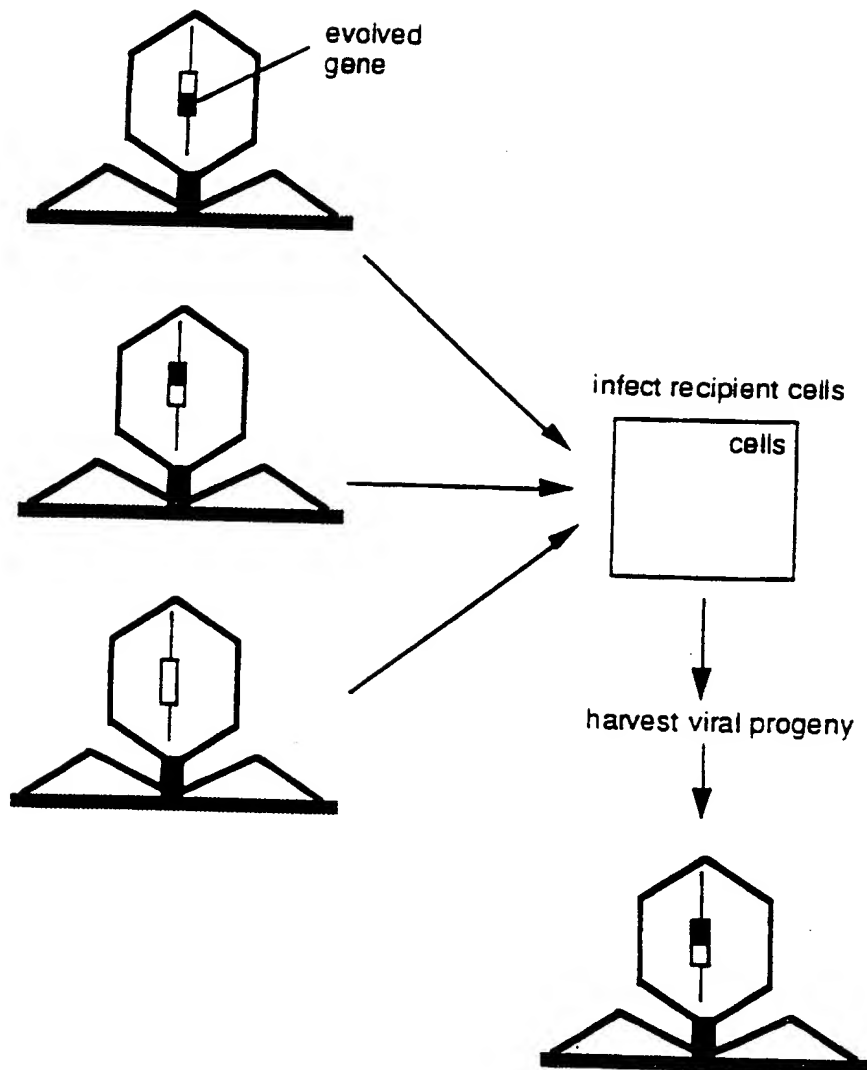 evolved
gene
infect recipient cells
cells
harvest viral progeny